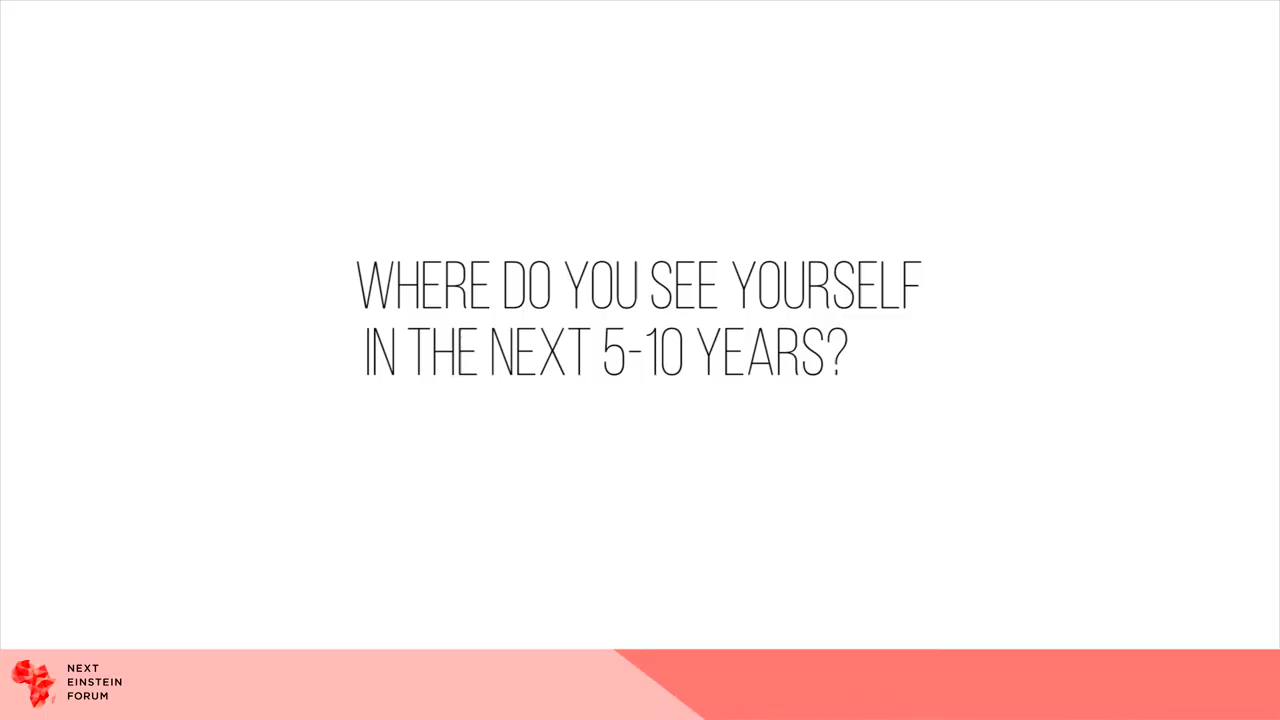 WHERE DO YOU SEE YOURSELF
IN THE NEXT 5-10 YEARS?
NEXT
EINSTEIN
FORUM